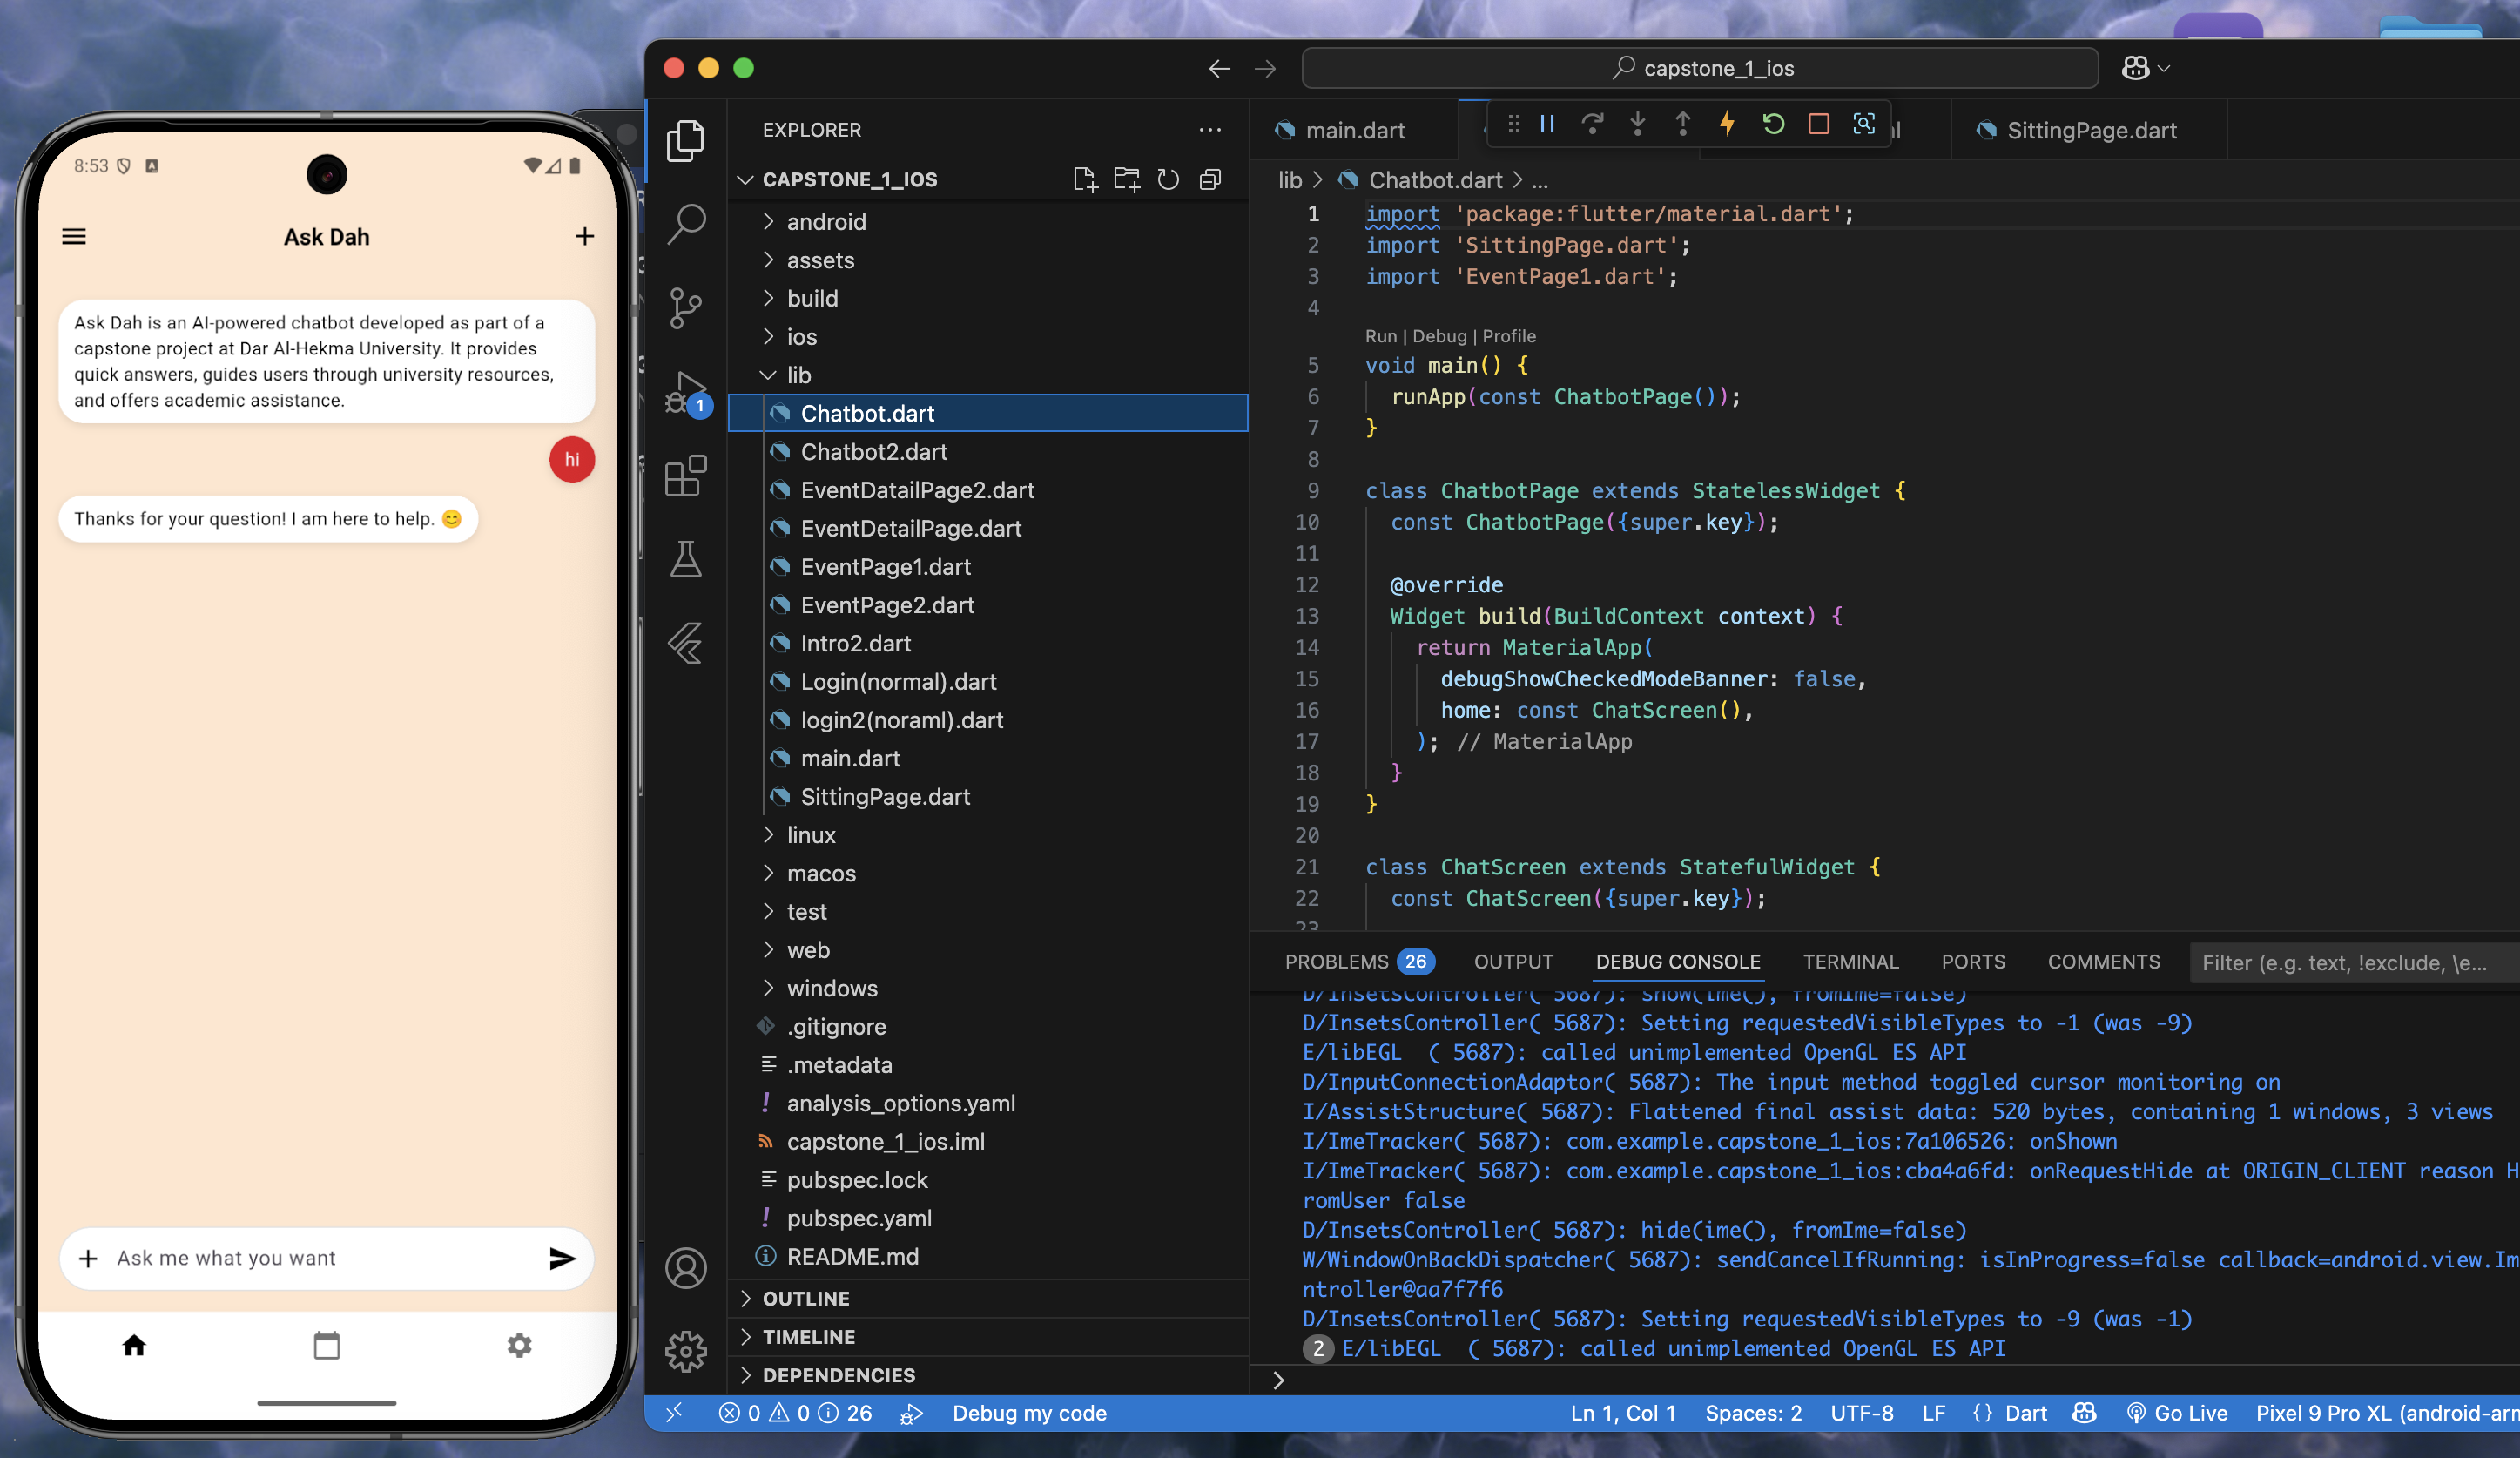 8:53
Ask Dah
Ask Dah is an AI-powered chatbot developed as part of a
capstone project at Dar Al-Hekma University. It provides
quick answers, guides users through university resources,
and offers academic assistance.
hi
Thanks for your question! I am here to help. 😊
Ask me what you want
capstone_1_ios
EXPLORER
CAPSTONE_1_IOS
android
assets
build
ios
lib
Chatbot.dart
Chatbot2.dart
EventDatailPage2.dart
EventDetailPage.dart
EventPage1.dart
EventPage2.dart
Intro2.dart
Login(normal).dart
login2(noraml).dart
main.dart
SittingPage.dart
linux
macos
test
web
windows
.gitignore
.metadata
analysis_options.yaml
capstone_1_ios.iml
pubspec.lock
pubspec.yaml
README.md
OUTLINE
TIMELINE
DEPENDENCIES
1
main.dart
SittingPage.dart
lib > Chatbot.dart > ...
1 import 'package:flutter/material.dart';
2 import 'SittingPage.dart';
3 import 'EventPage1.dart';
4
Run | Debug | Profile
5 void main() {
6 runApp(const ChatbotPage());
7 }
8
9 class ChatbotPage extends StatelessWidget {
10 const ChatbotPage({super.key});
11
12 @override
13 Widget build(BuildContext context) {
14 return MaterialApp(
15 debugShowCheckedModeBanner: false,
16 home: const ChatScreen(),
17 ); // MaterialApp
18 }
19 }
20
21 class ChatScreen extends StatefulWidget {
22 const ChatScreen({super.key});
23
PROBLEMS 26 OUTPUT DEBUG CONSOLE TERMINAL PORTS COMMENTS Filter (e.g. text, !exclude, \e...
D/InsetsController( 5687): show(ime(), fromIme=false)
D/InsetsController( 5687): Setting requestedVisibleTypes to -1 (was -9)
E/libEGL ( 5687): called unimplemented OpenGL ES API
D/InputConnectionAdaptor( 5687): The input method toggled cursor monitoring on
I/AssistStructure( 5687): Flattened final assist data: 520 bytes, containing 1 windows, 3 views
I/ImeTracker( 5687): com.example.capstone_1_ios:7a106526: onShown
I/ImeTracker( 5687): com.example.capstone_1_ios:cba4a6fd: onRequestHide at ORIGIN_CLIENT reason H
romUser false
D/InsetsController( 5687): hide(ime(), fromIme=false)
W/WindowOnBackDispatcher( 5687): sendCancelIfRunning: isInProgress=false callback=android.view.Im
ntroller@aa7f7f6
D/InsetsController( 5687): Setting requestedVisibleTypes to -9 (was -1)
2 E/libEGL ( 5687): called unimplemented OpenGL ES API
>
0 0 26 Debug my code Ln 1, Col 1 Spaces: 2 UTF-8 LF {} Dart Go Live Pixel 9 Pro XL (android-arm